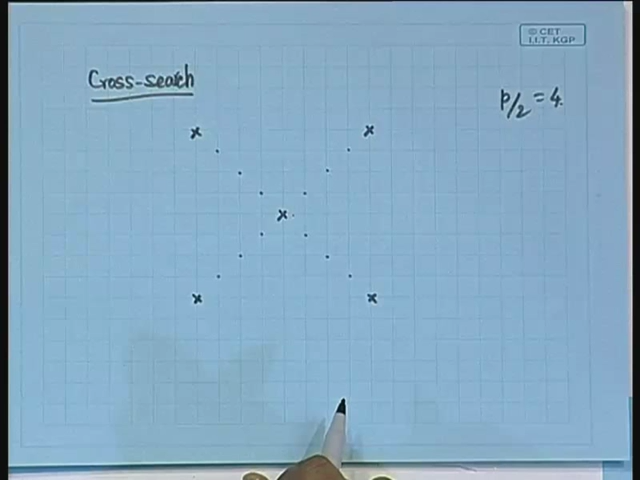 © CET
I.I.T, KGP
Cross-search
p/2 = 4.
x x
x
x x